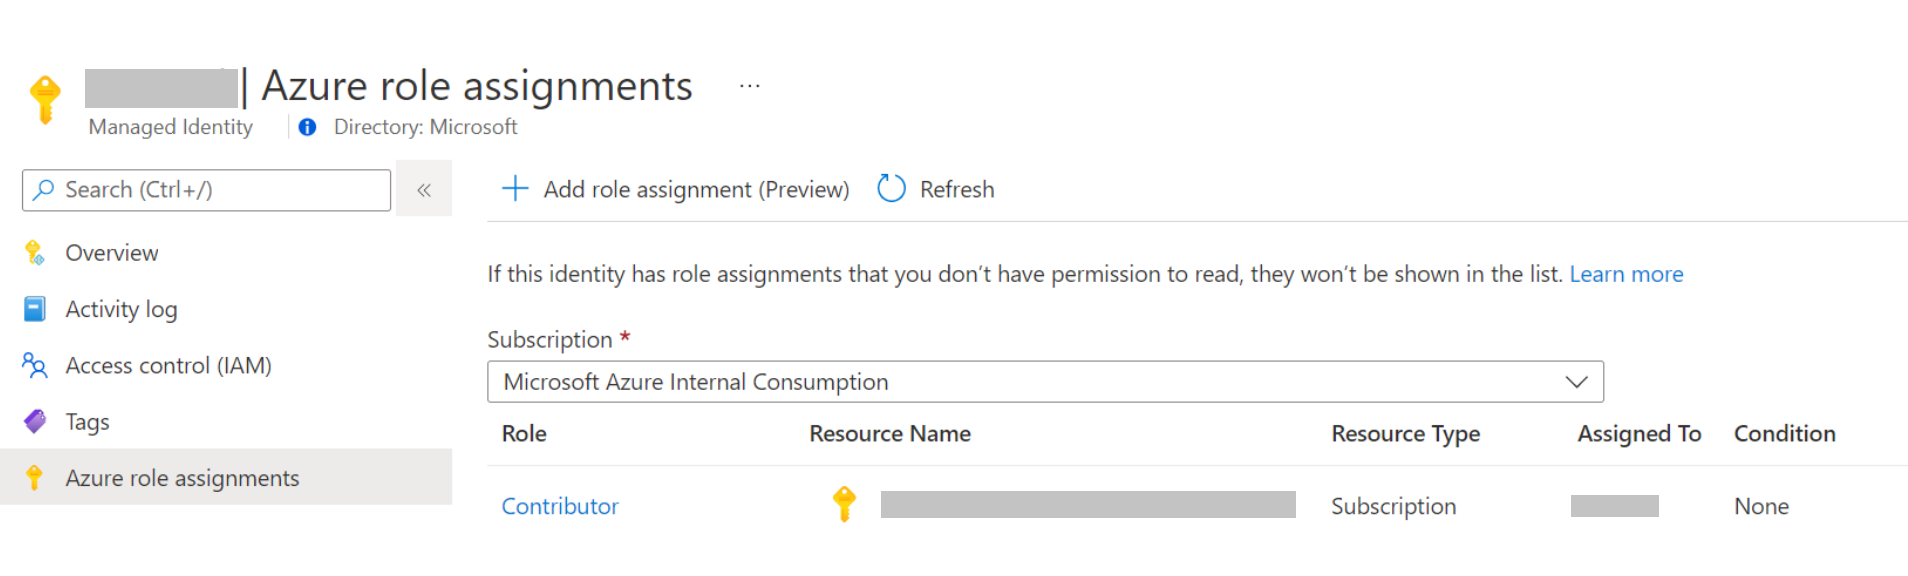 | Azure role assignments ...
Managed Identity
Directory: Microsoft
Search (Ctrl+/)
«
Overview
Activity log
Access control (IAM)
Tags
Azure role assignments
Add role assignment (Preview)
Refresh
If this identity has role assignments that you don’t have permission to read, they won’t be shown in the list. Learn more
Subscription *
Microsoft Azure Internal Consumption
Role Resource Name Resource Type Assigned To Condition
Contributor Subscription None